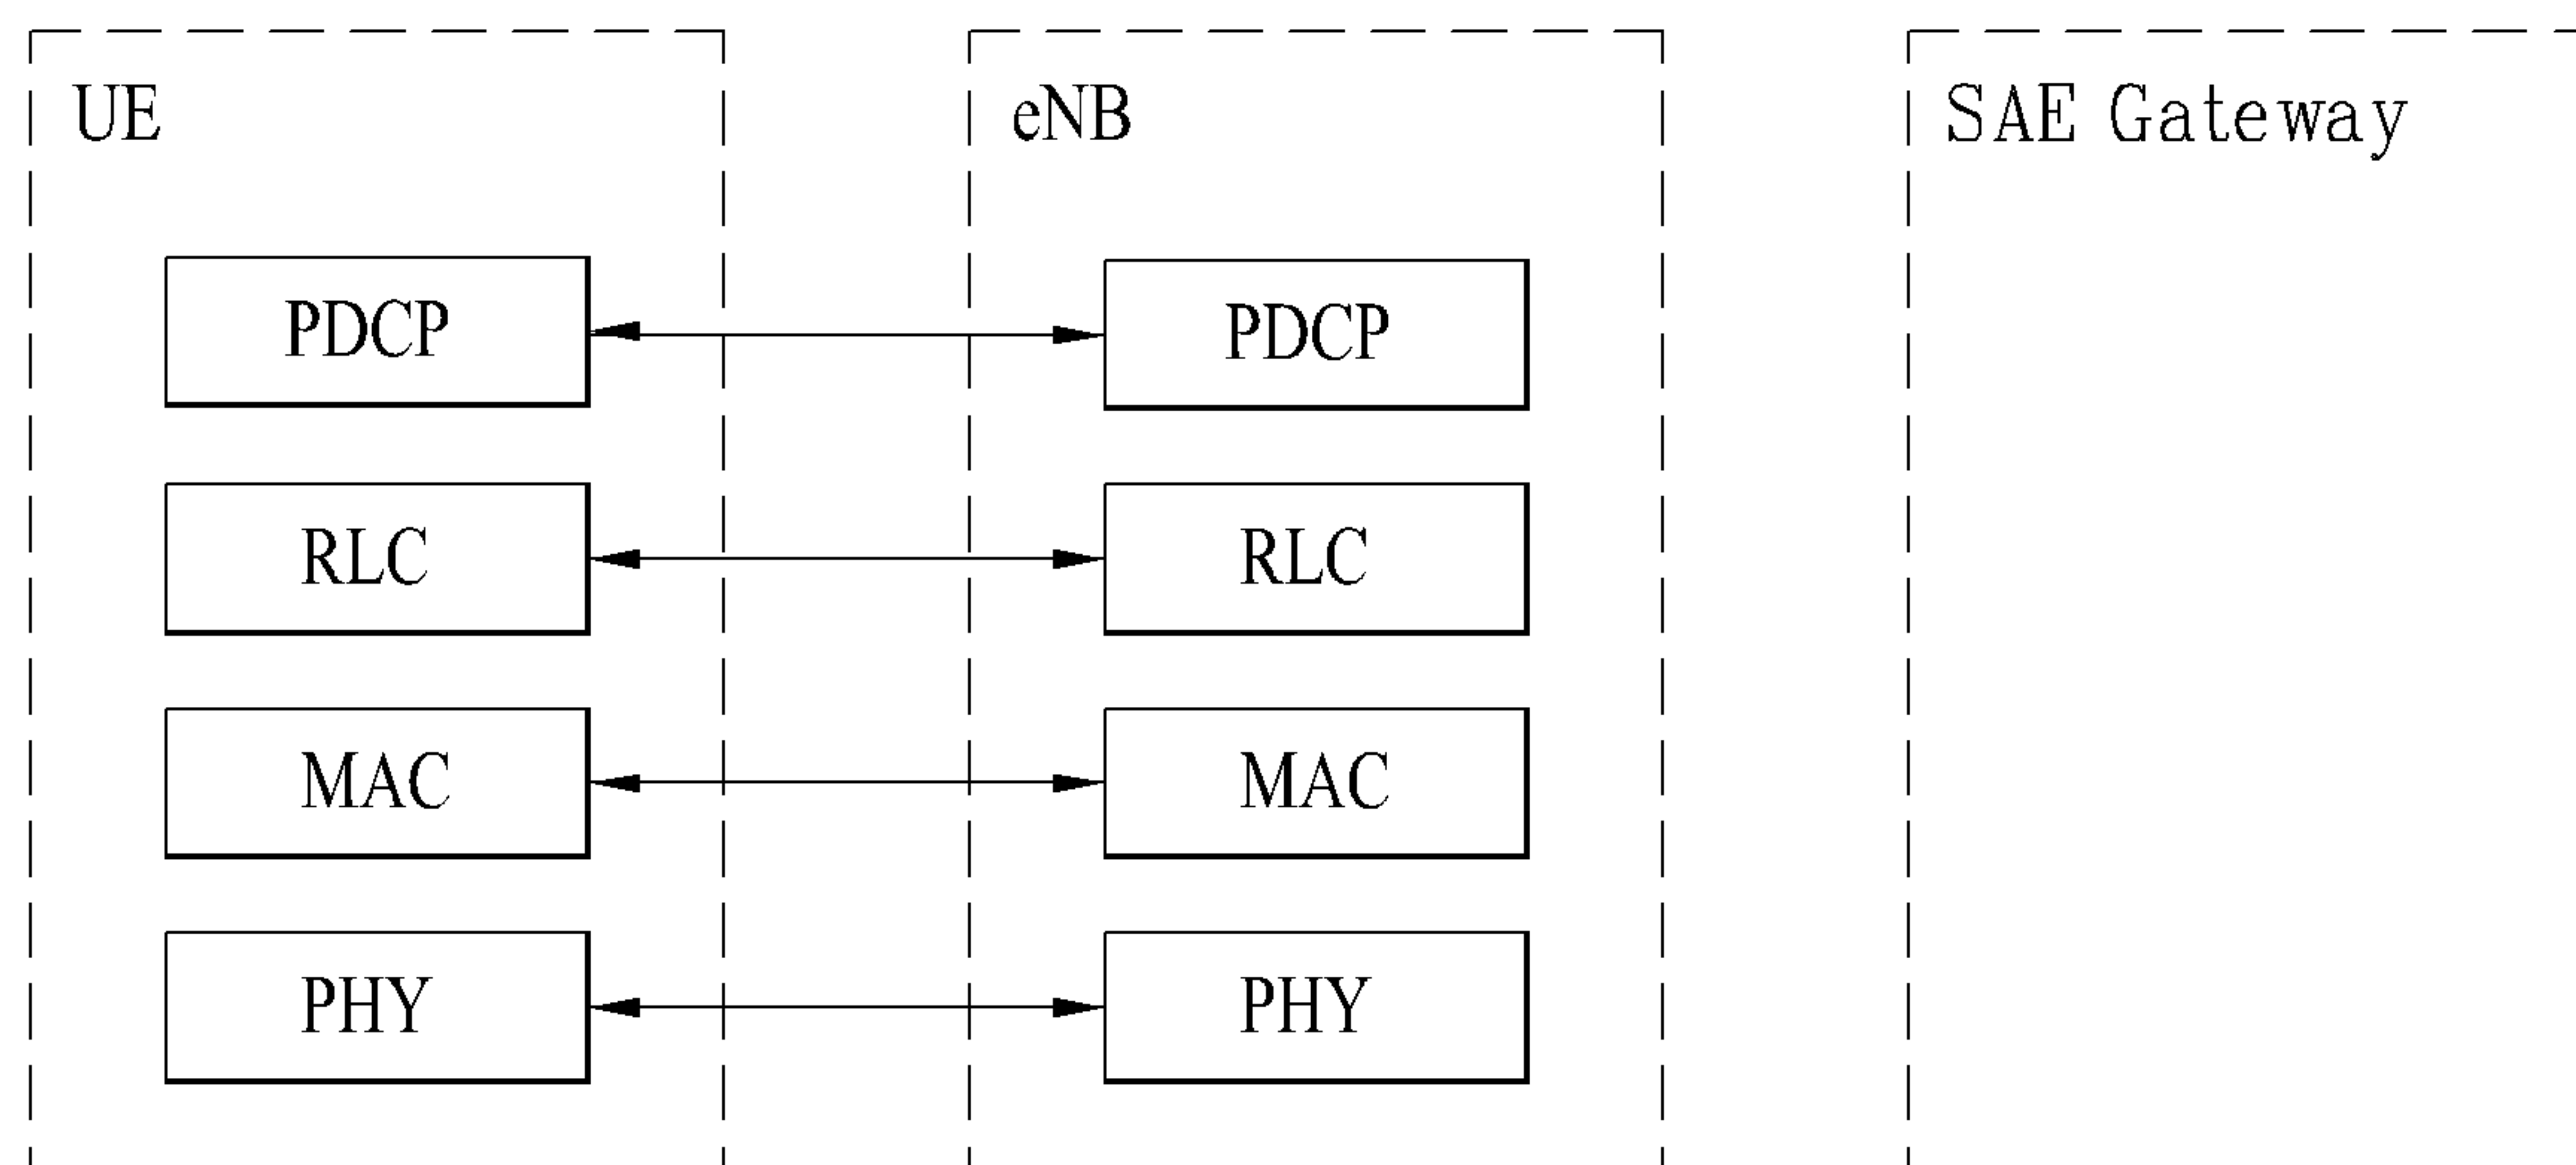 UE
eNB
SAE Gateway
PDCP
PDCP
RLC
RLC
MAC
MAC
PHY
PHY